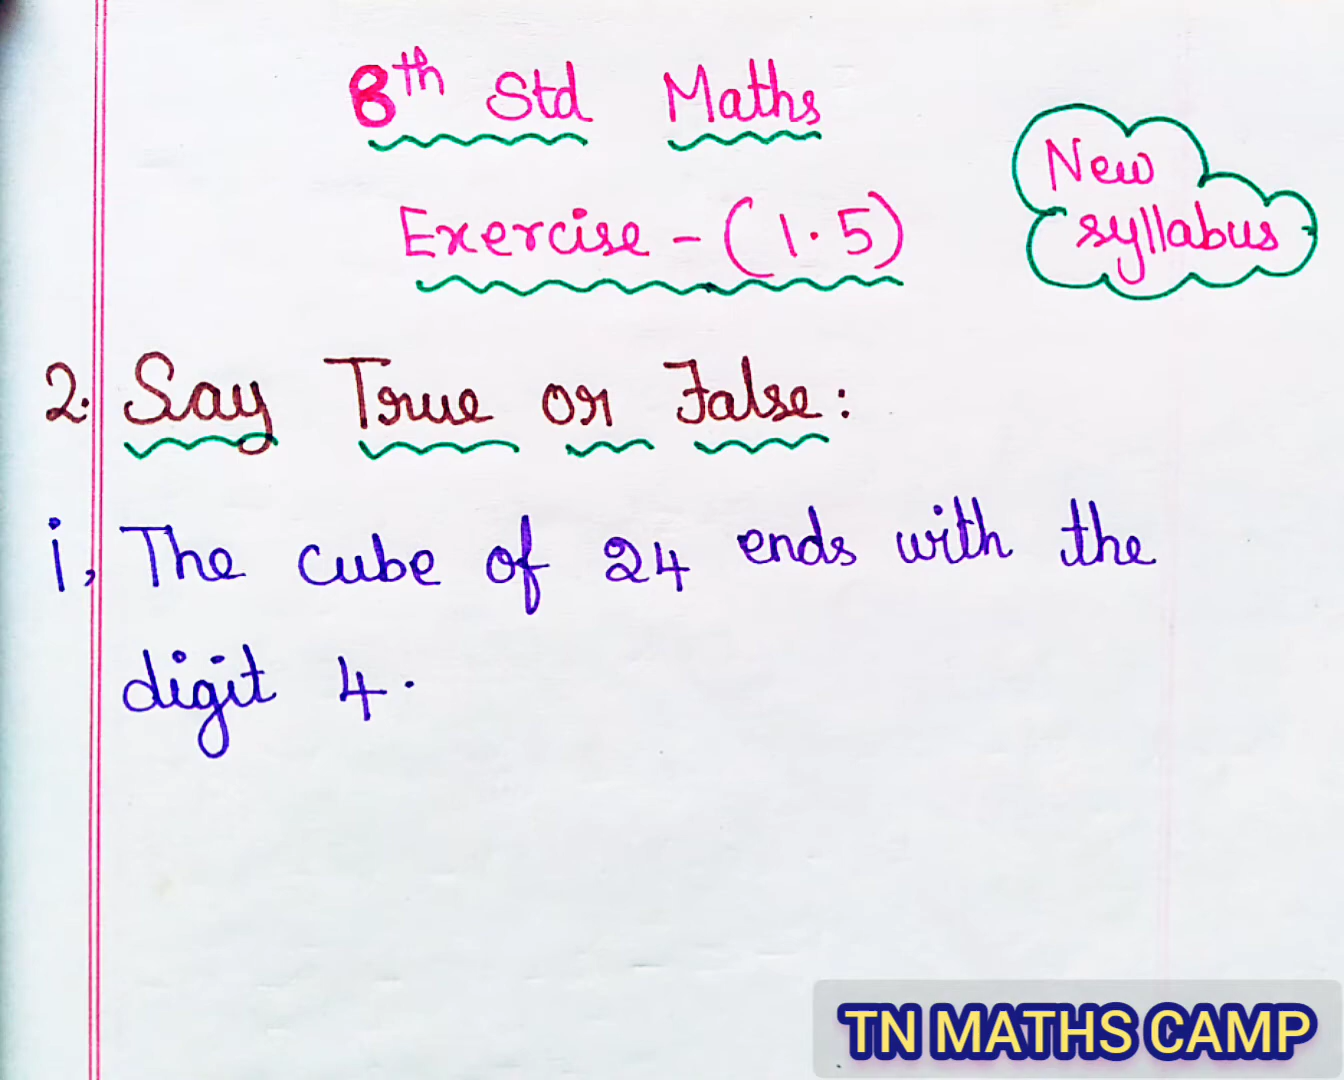 8th Std Maths
Exercise - (1.5)
New
syllabus
2. Say True or False:
i, The cube of 24 ends with the
digit 4.
TN MATHS CAMP